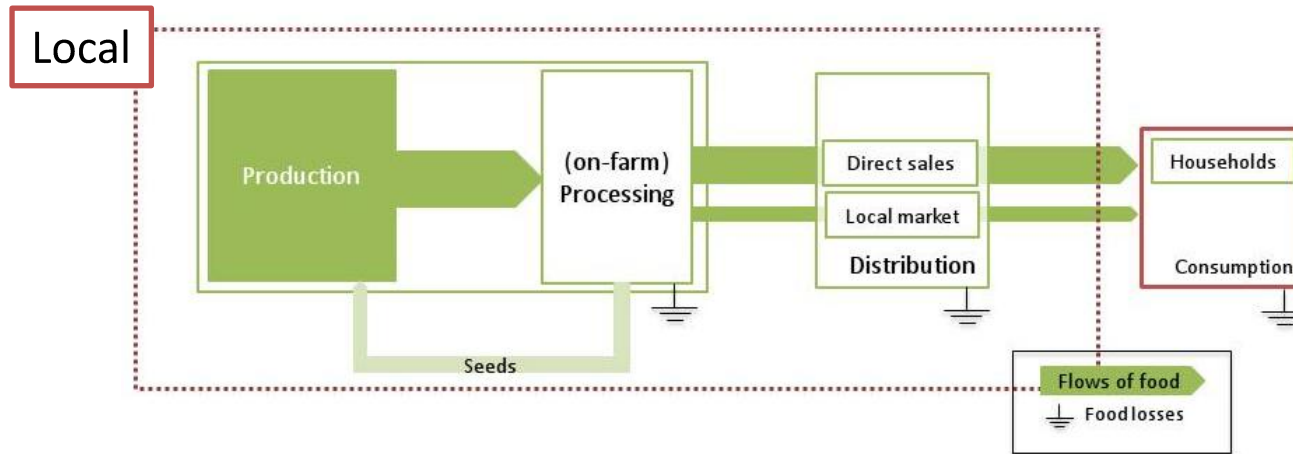 Local
Production
(on-farm)
Processing
Direct sales
Local market
Distribution
Households
Consumption
Seeds
Flows of food
Food losses